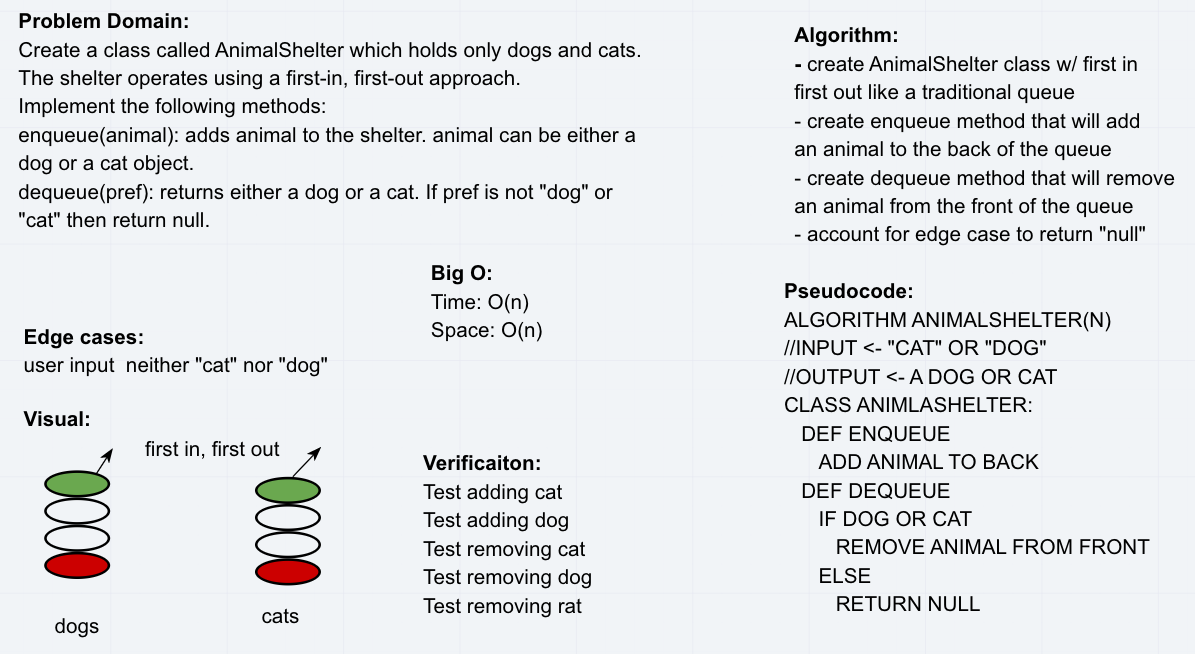 Problem Domain:
Create a class called AnimalShelter which holds only dogs and cats.
The shelter operates using a first-in, first-out approach.
Implement the following methods:
enqueue(animal): adds animal to the shelter. animal can be either a
dog or a cat object.
dequeue(pref): returns either a dog or a cat. If pref is not "dog" or
"cat" then return null.
Algorithm:
- create AnimalShelter class w/ first in
first out like a traditional queue
- create enqueue method that will add
an animal to the back of the queue
- create dequeue method that will remove
an animal from the front of the queue
- account for edge case to return "null"
Big O:
Time: O(n)
Space: O(n)
Edge cases:
user input  neither "cat" nor "dog"
Visual:
first in, first out
dogs
cats
Verificaiton:
Test adding cat
Test adding dog
Test removing cat
Test removing dog
Test removing rat
Pseudocode:
ALGORITHM ANIMALSHELTER(N)
//INPUT <- "CAT" OR "DOG"
//OUTPUT <- A DOG OR CAT
CLASS ANIMLASHELTER:
DEF ENQUEUE
ADD ANIMAL TO BACK
DEF DEQUEUE
IF DOG OR CAT
REMOVE ANIMAL FROM FRONT
ELSE
RETURN NULL